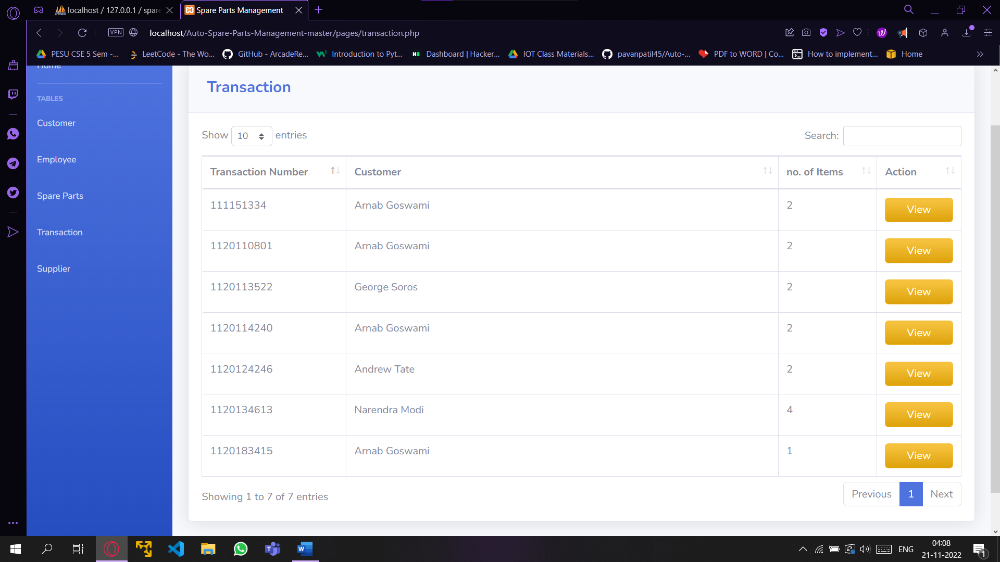 localhost / 127.0.0.1 / spare
Spare Parts Management
VPN
localhost/Auto-Spare-Parts-Management-master/pages/transaction.php
PESU CSE 5 Sem -...
LeetCode - The Wo...
GitHub - ArcadeRe...
Introduction to Pyt...
Dashboard | Hacker...
IOT Class Materials...
pavanpatil45/Auto-...
PDF to WORD | Co...
How to implement...
Home
Home
TABLES
Customer
Employee
Spare Parts
Transaction
Supplier
Transaction
Show 10 entries
Search:
Transaction Number Customer no. of Items Action
111151334 Arnab Goswami 2 View
1120110801 Arnab Goswami 2 View
1120113522 George Soros 2 View
1120114240 Arnab Goswami 2 View
1120124246 Andrew Tate 2 View
1120134613 Narendra Modi 4 View
1120183415 Arnab Goswami 1 View
Showing 1 to 7 of 7 entries
Previous 1 Next
ENG
04:08
21-11-2022
1